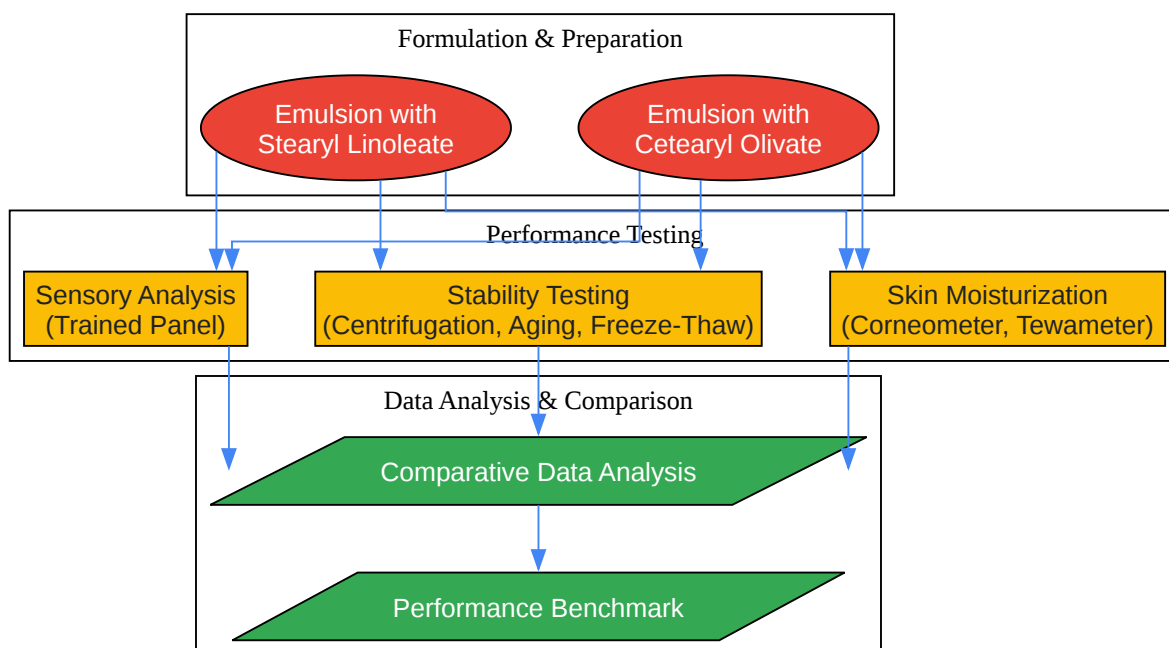 Formulation & Preparation
Emulsion with
Stearyl Linoleate
Emulsion with
Cetearyl Olivate
Performance Testing
Sensory Analysis
(Trained Panel)
Stability Testing
(Centrifugation, Aging, Freeze-Thaw)
Skin Moisturization
(Corneometer, Tewameter)
Data Analysis & Comparison
Comparative Data Analysis
Performance Benchmark